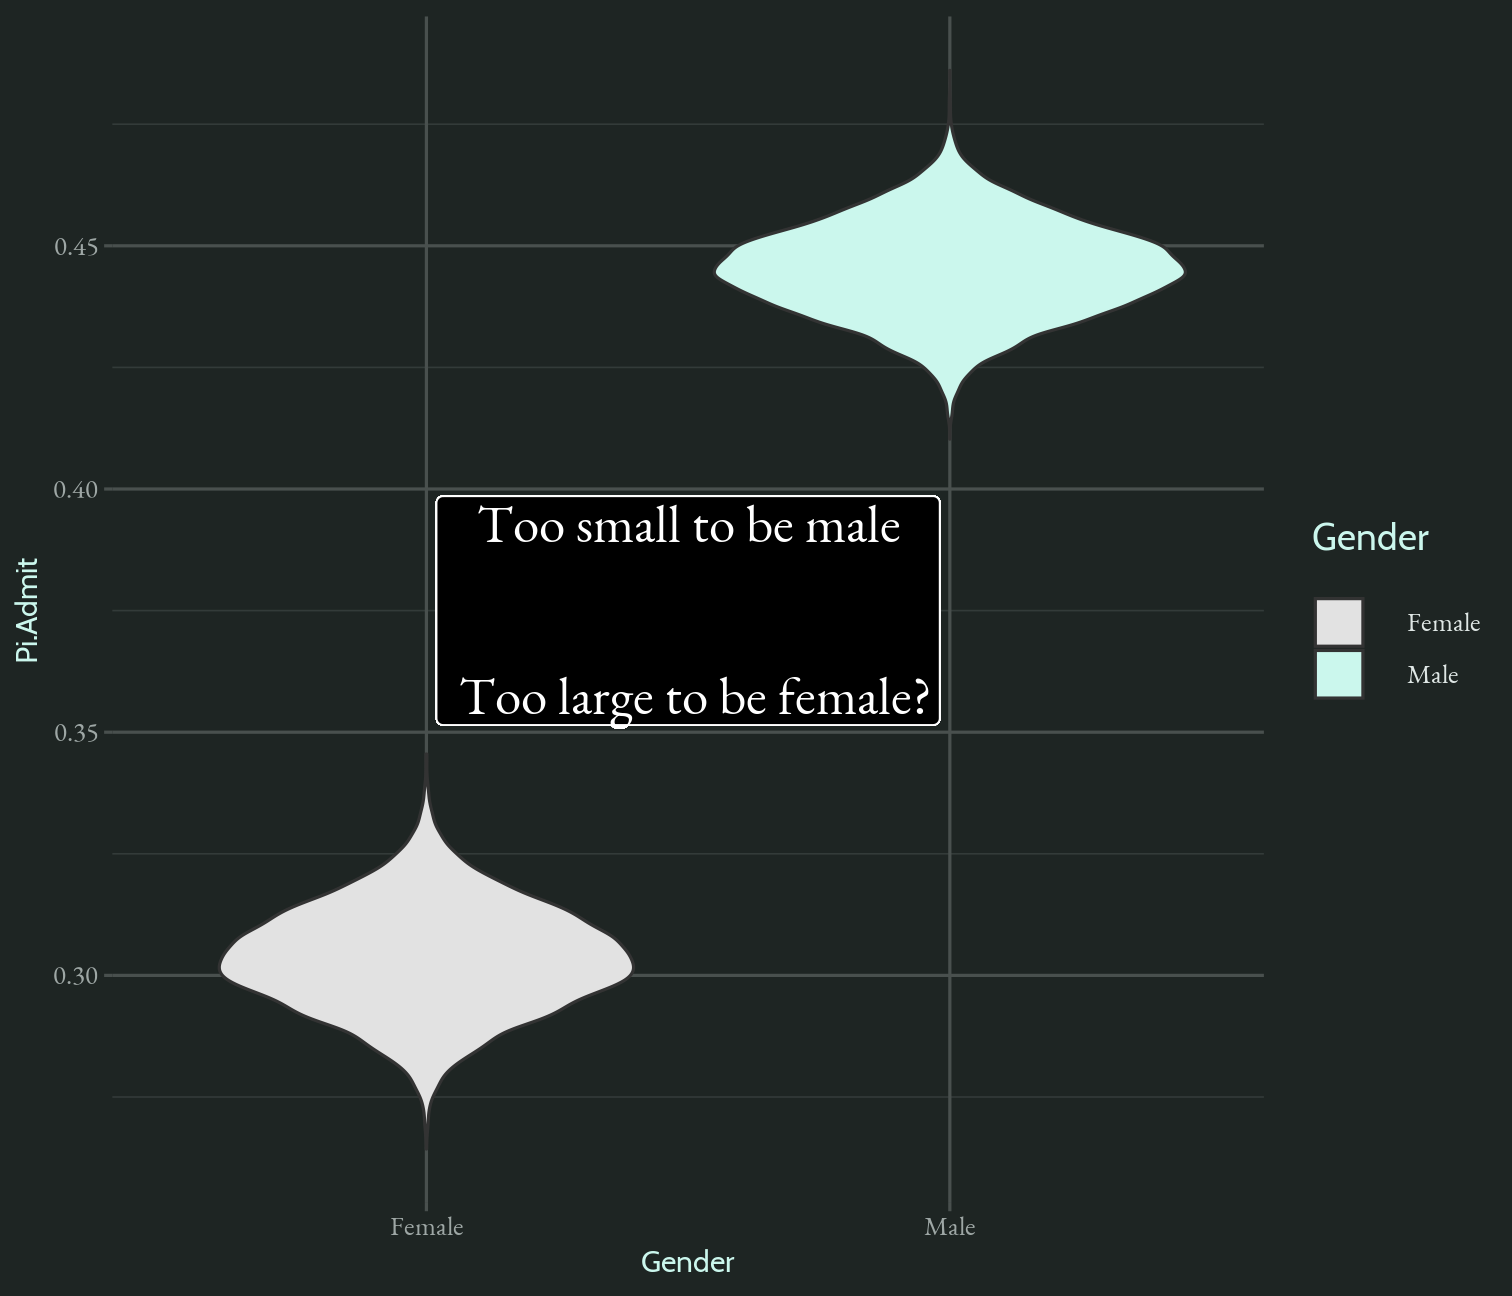 0.45
0.40
Too small to be male
Gender
Pi.Admit
Female
Male
Too large to be female?
0.35
0.30
Female
Male
Gender